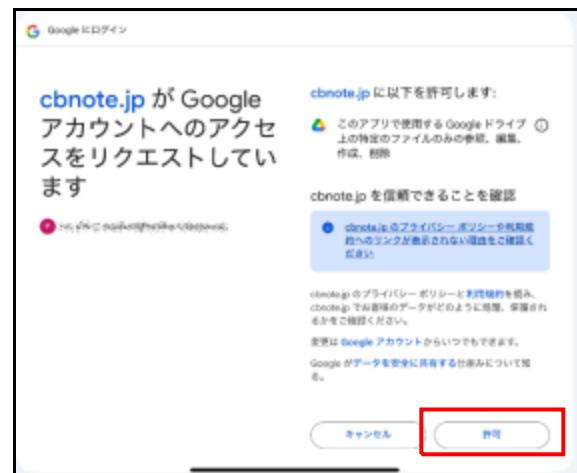 Google にログイン
cbnote.jp が Google
アカウントへのアクセ
スをリクエストしてい
ます
cbnote.jp に以下を許可します:
このアプリで使用する Google ドライブ
上の特定のファイルのみの参照、編集、
作成、削除
cbnote.jp を信頼できることを確認
cbnote.jp のプライバシー ポリシーや利用規
約へのリンクが表示されない理由をご確認く
ださい
cbnote.jp のプライバシー ポリシーと利用規約を読み、
cbnote.jp でお客様のデータがどのように処理、保護され
るかをご確認ください。
変更は Google アカウントからいつでもできます。
Google がデータを安全に共有する仕組みについて知
る。
キャンセル
許可